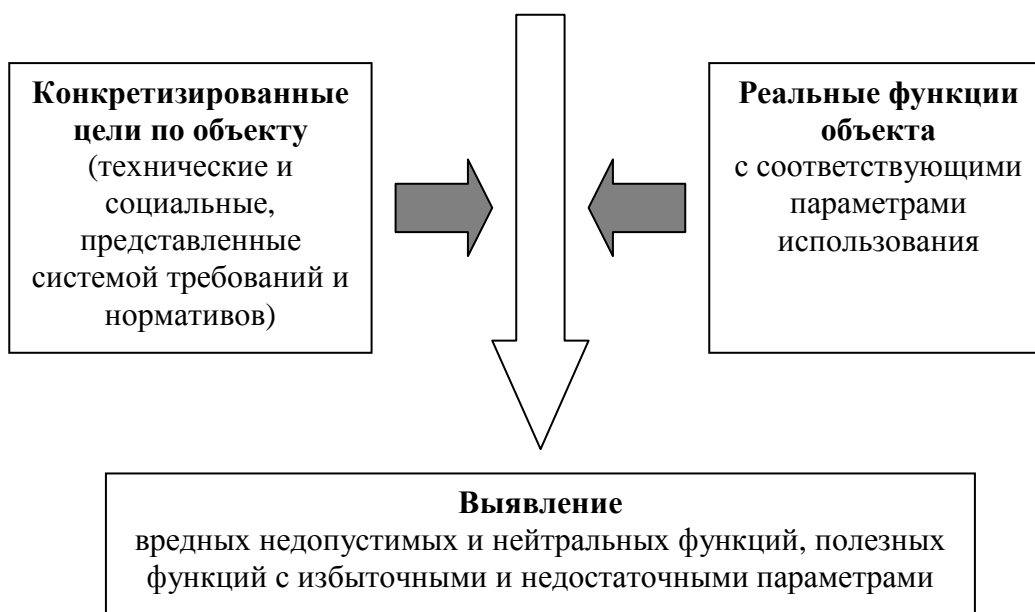 Конкретизированные
цели по объекту
(технические и
социальные,
представленные
системой требований и
нормативов)
Реальные функции
объекта
с соответствующими
параметрами
использования
Выявление
вредных недопустимых и нейтральных функций, полезных
функций с избыточными и недостаточными параметрами